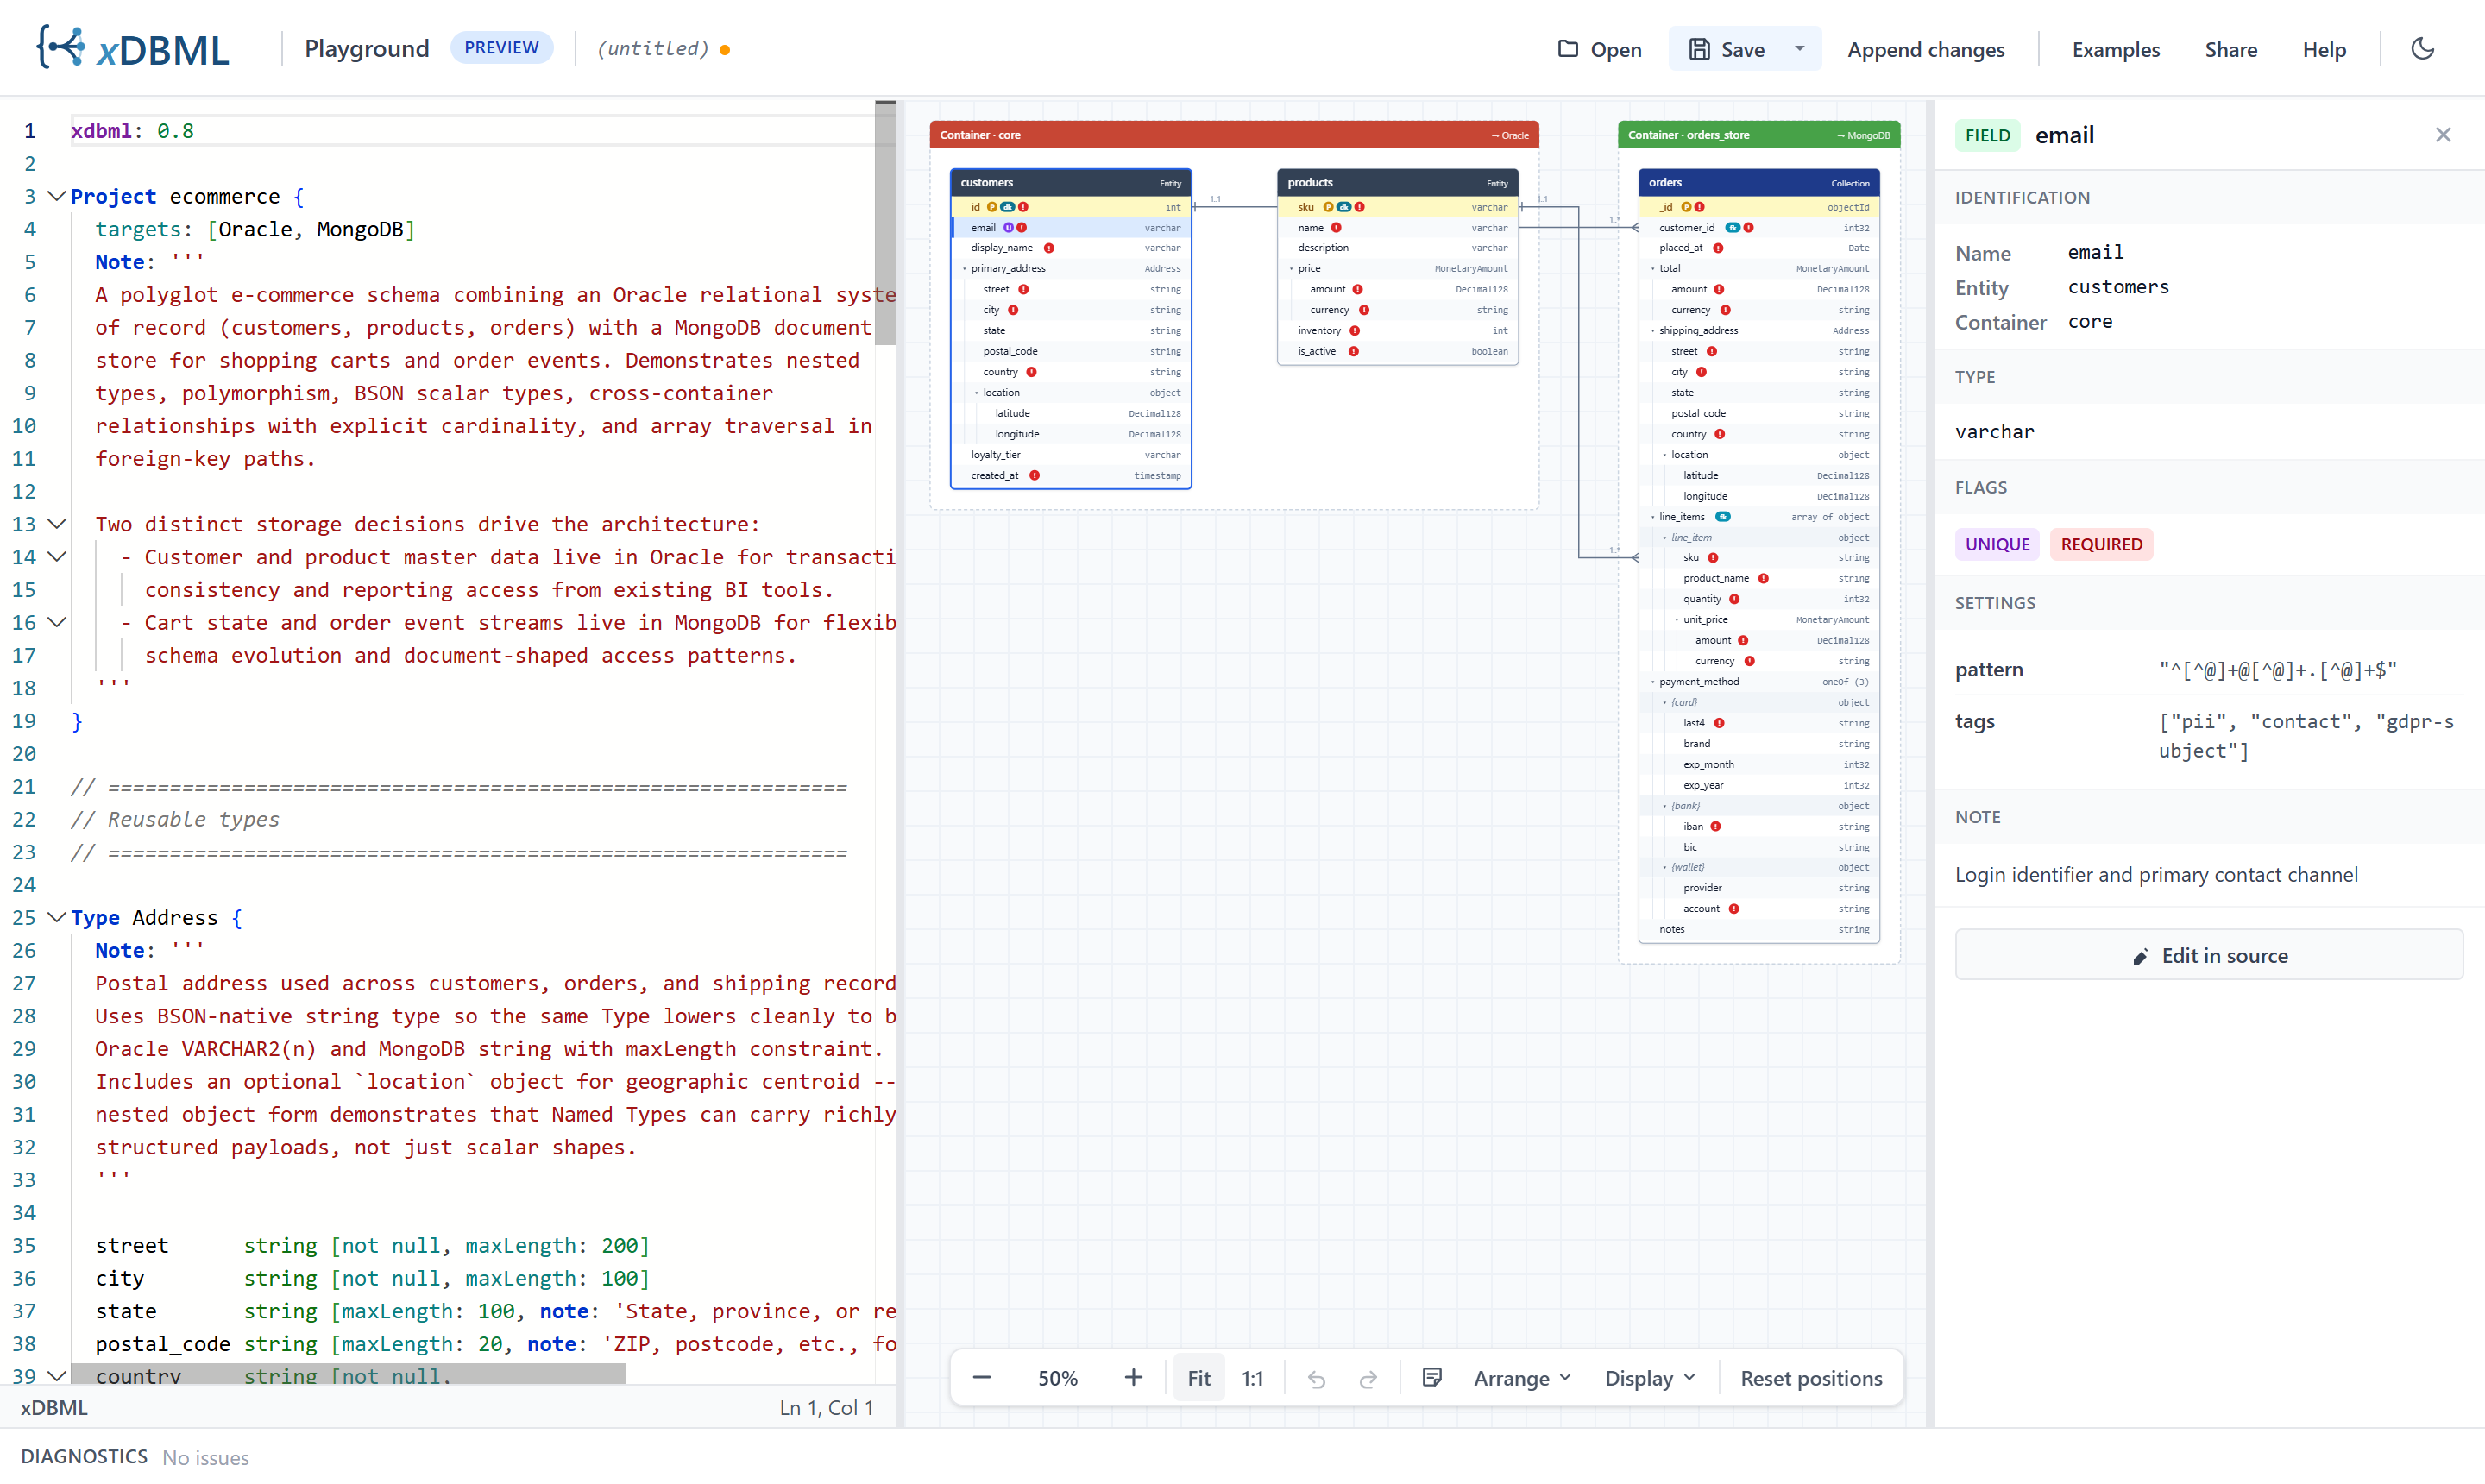 xDBML
Playground
PREVIEW
(untitled)
Open
Save
Append changes
Examples
Share
Help
1 xdbml: 0.8
2
3 Project ecommerce {
4 targets: [Oracle, MongoDB]
5 Note: '''
6 A polyglot e-commerce schema combining an Oracle relational syste
7 of record (customers, products, orders) with a MongoDB document
8 store for shopping carts and order events. Demonstrates nested
9 types, polymorphism, BSON scalar types, cross-container
10 relationships with explicit cardinality, and array traversal in
11 foreign-key paths.
12
13 Two distinct storage decisions drive the architecture:
14 - Customer and product master data live in Oracle for transacti
15 consistency and reporting access from existing BI tools.
16 - Cart state and order event streams live in MongoDB for flexib
17 schema evolution and document-shaped access patterns.
18 '''
19 }
20
21 // ============================================================
22 // Reusable types
23 // ============================================================
24
25 Type Address {
26 Note: '''
27 Postal address used across customers, orders, and shipping record
28 Uses BSON-native string type so the same Type lowers cleanly to b
29 Oracle VARCHAR2(n) and MongoDB string with maxLength constraint.
30 Includes an optional `location` object for geographic centroid --
31 nested object form demonstrates that Named Types can carry richly
32 structured payloads, not just scalar shapes.
33 '''
34
35 street string [not null, maxLength: 200]
36 city string [not null, maxLength: 100]
37 state string [maxLength: 100, note: 'State, province, or re
38 postal_code string [maxLength: 20, note: 'ZIP, postcode, etc., fo
39 country string [not null,
xDBML
Ln 1, Col 1
DIAGNOSTICS No issues
Container · core → Oracle
customers Entity
id P dk ! int
email U ! varchar
display_name ! varchar
primary_address Address
street ! string
city ! string
state string
postal_code string
country ! string
location object
latitude Decimal128
longitude Decimal128
loyalty_tier varchar
created_at ! timestamp
1..1
products Entity
sku P dk ! varchar
name ! varchar
description varchar
price MonetaryAmount
amount ! Decimal128
currency ! string
inventory ! int
is_active ! boolean
1..1
1..*
1..*
Container · orders_store → MongoDB
orders Collection
_id P ! objectId
customer_id fk ! int32
placed_at ! Date
total MonetaryAmount
amount ! Decimal128
currency ! string
shipping_address Address
street ! string
city ! string
state string
postal_code string
country ! string
location object
latitude Decimal128
longitude Decimal128
line_items fk array of object
line_item object
sku ! string
product_name ! string
quantity ! int32
unit_price MonetaryAmount
amount ! Decimal128
currency ! string
payment_method oneOf (3)
{card} object
last4 ! string
brand string
exp_month int32
exp_year int32
{bank} object
iban ! string
bic string
{wallet} object
provider string
account ! string
notes string
50%
Fit
1:1
Arrange
Display
Reset positions
FIELD email
IDENTIFICATION
Name email
Entity customers
Container core
TYPE
varchar
FLAGS
UNIQUE REQUIRED
SETTINGS
pattern "^[^@]+@[^@]+.[^@]+$"
tags ["pii", "contact", "gdpr-s
ubject"]
NOTE
Login identifier and primary contact channel
Edit in source